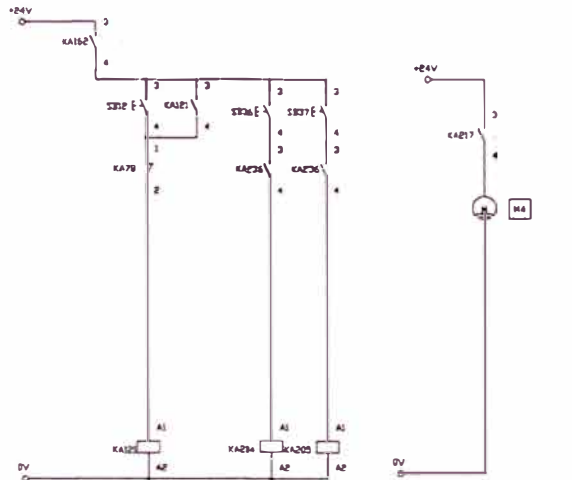 +24V
3
KA162
4
+24V
3 3 3 3
SB12 KA121 SB36 SB37
4 4 4 4
3
KA217
4
1 3 3
KA79 KA236 KA236
2 4 4
M
M4
A1 A1 A1
KA234 KA205
A2 A2 A2
0V
0V